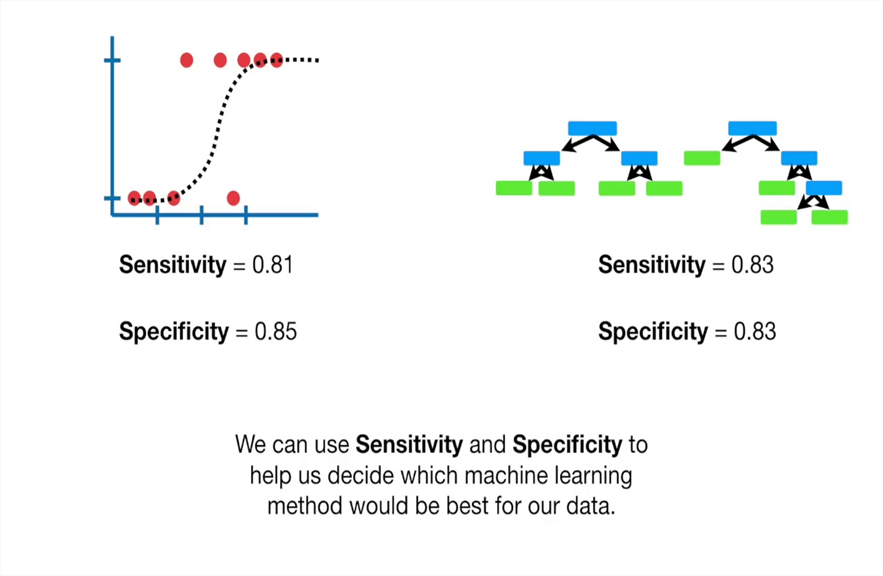 Sensitivity = 0.81
Sensitivity = 0.83
Specificity = 0.85
Specificity = 0.83
We can use Sensitivity and Specificity to
help us decide which machine learning
method would be best for our data.